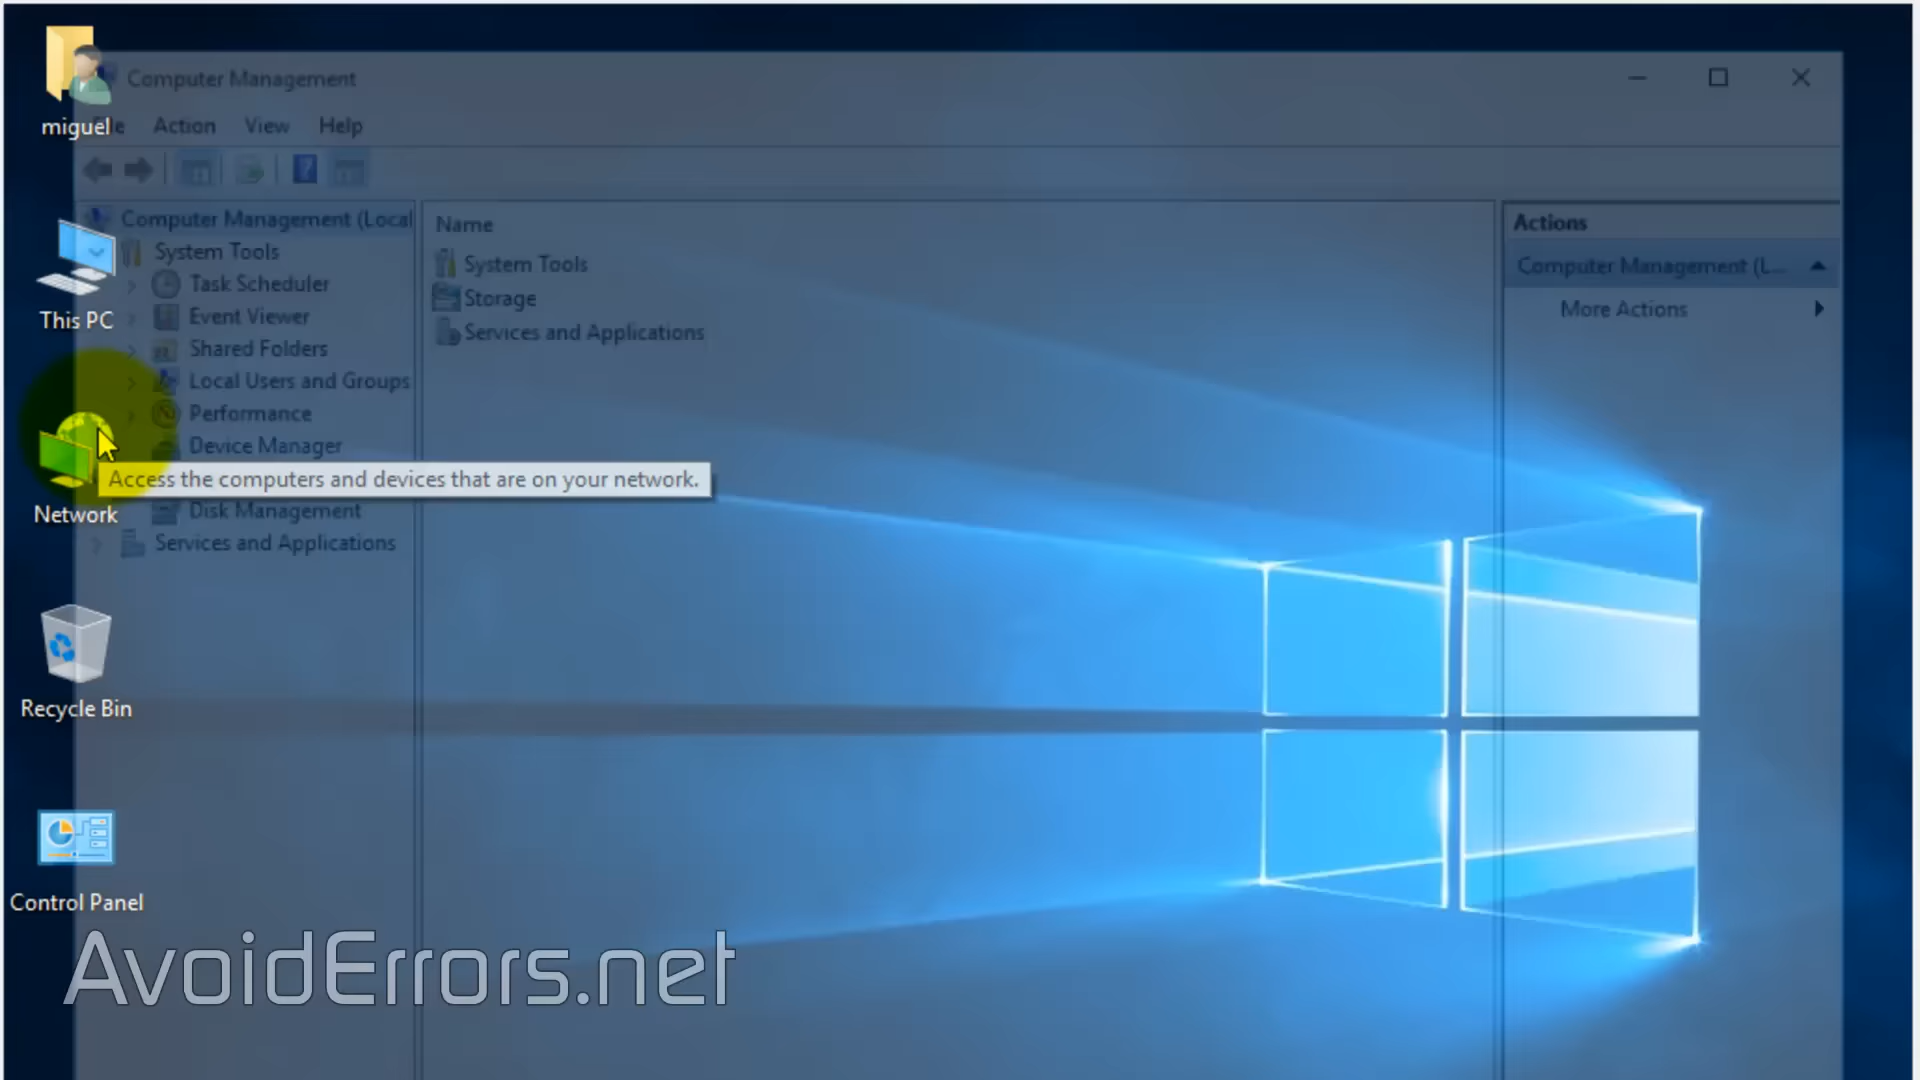 miguel
This PC
Network
Recycle Bin
Control Panel
Computer Management
Action View Help
Computer Management (Local
System Tools
Task Scheduler
Event Viewer
Shared Folders
Local Users and Groups
Performance
Device Manager
Access the computers and devices that are on your network.
Disk Management
Services and Applications
Name
System Tools
Storage
Services and Applications
Actions
Computer Management (L...
More Actions
AvoidErrors.net